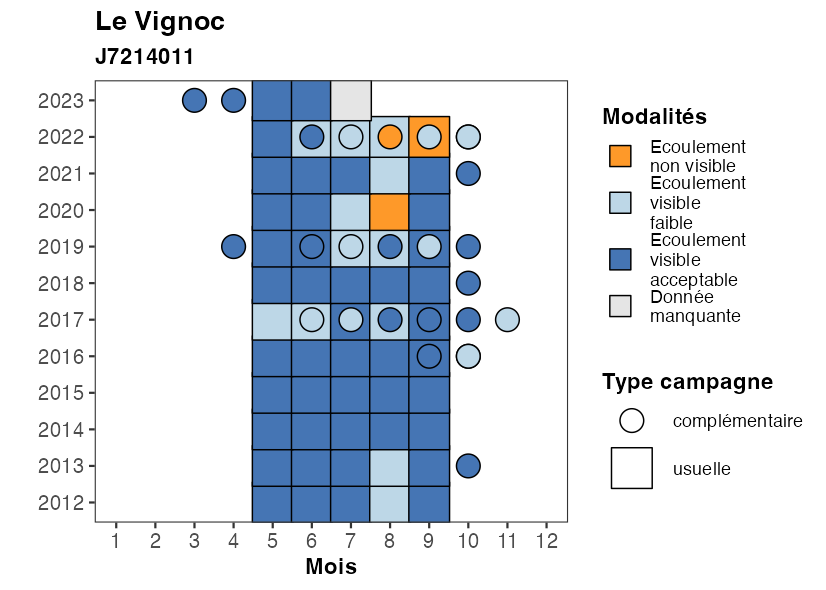 Le Vignoc
J7214011
2023
2022
2021
2020
2019
2018
2017
2016
2015
2014
2013
2012
1 2 3 4 5 6 7 8 9 10 11 12
Mois
Modalités
Ecoulement
non visible
Ecoulement
visible
faible
Ecoulement
visible
acceptable
Donnée
manquante
Type campagne
complémentaire
usuelle